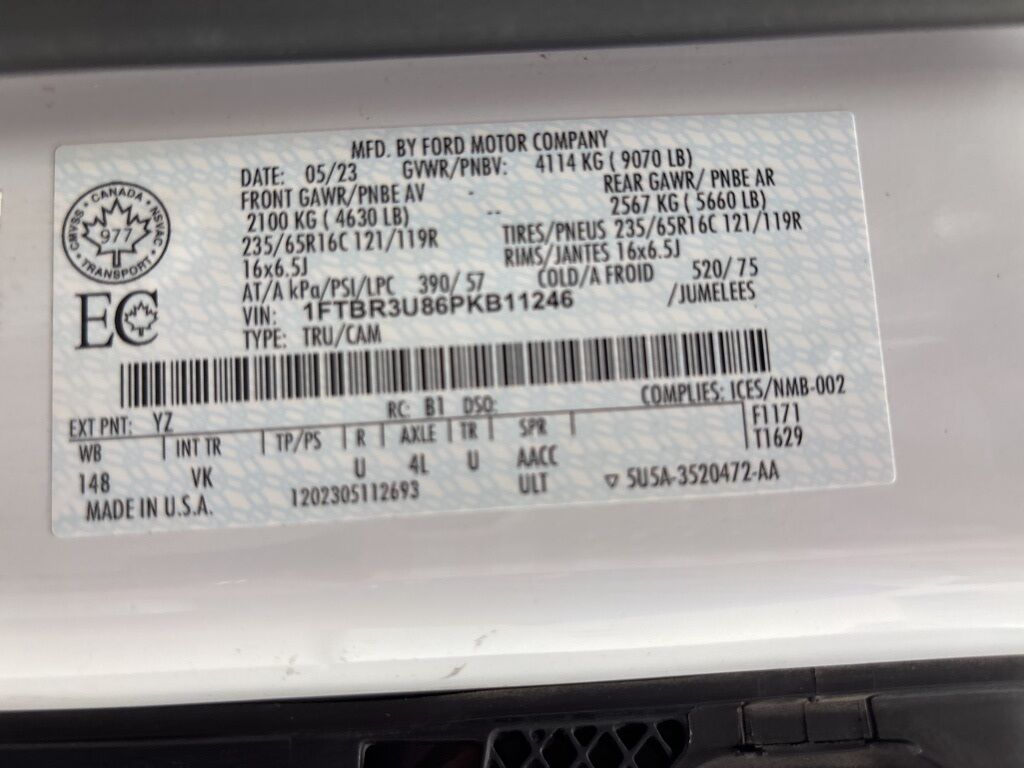 MFD. BY FORD MOTOR COMPANY
DATE: 05/23 GVWR/PNBV: 4114 KG ( 9070 LB)
FRONT GAWR/PNBE AV - REAR GAWR/ PNBE AR
2100 KG ( 4630 LB) -- 2567 KG ( 5660 LB)
235/65R16C 121/119R TIRES/PNEUS 235/65R16C 121/119R
16x6.5J RIMS/JANTES 16x6.5J
AT/A kPa/PSI/LPC 390/ 57 COLD/A FROID 520/ 75
VIN: 1FTBR3U86PKB11246 /JUMELEES
TYPE: TRU/CAM
CANADA
CMVSS NSVAC
977
TRANSPORT
EC
COMPLIES: ICES/NMB-002
EXT PNT: YZ RC: B1 DSO: F1171
WB INT TR TP/PS R AXLE TR SPR T1629
148 VK U 4L U AACC
MADE IN U.S.A. 1202305112693 ULT ▽ 5U5A-3520472-AA